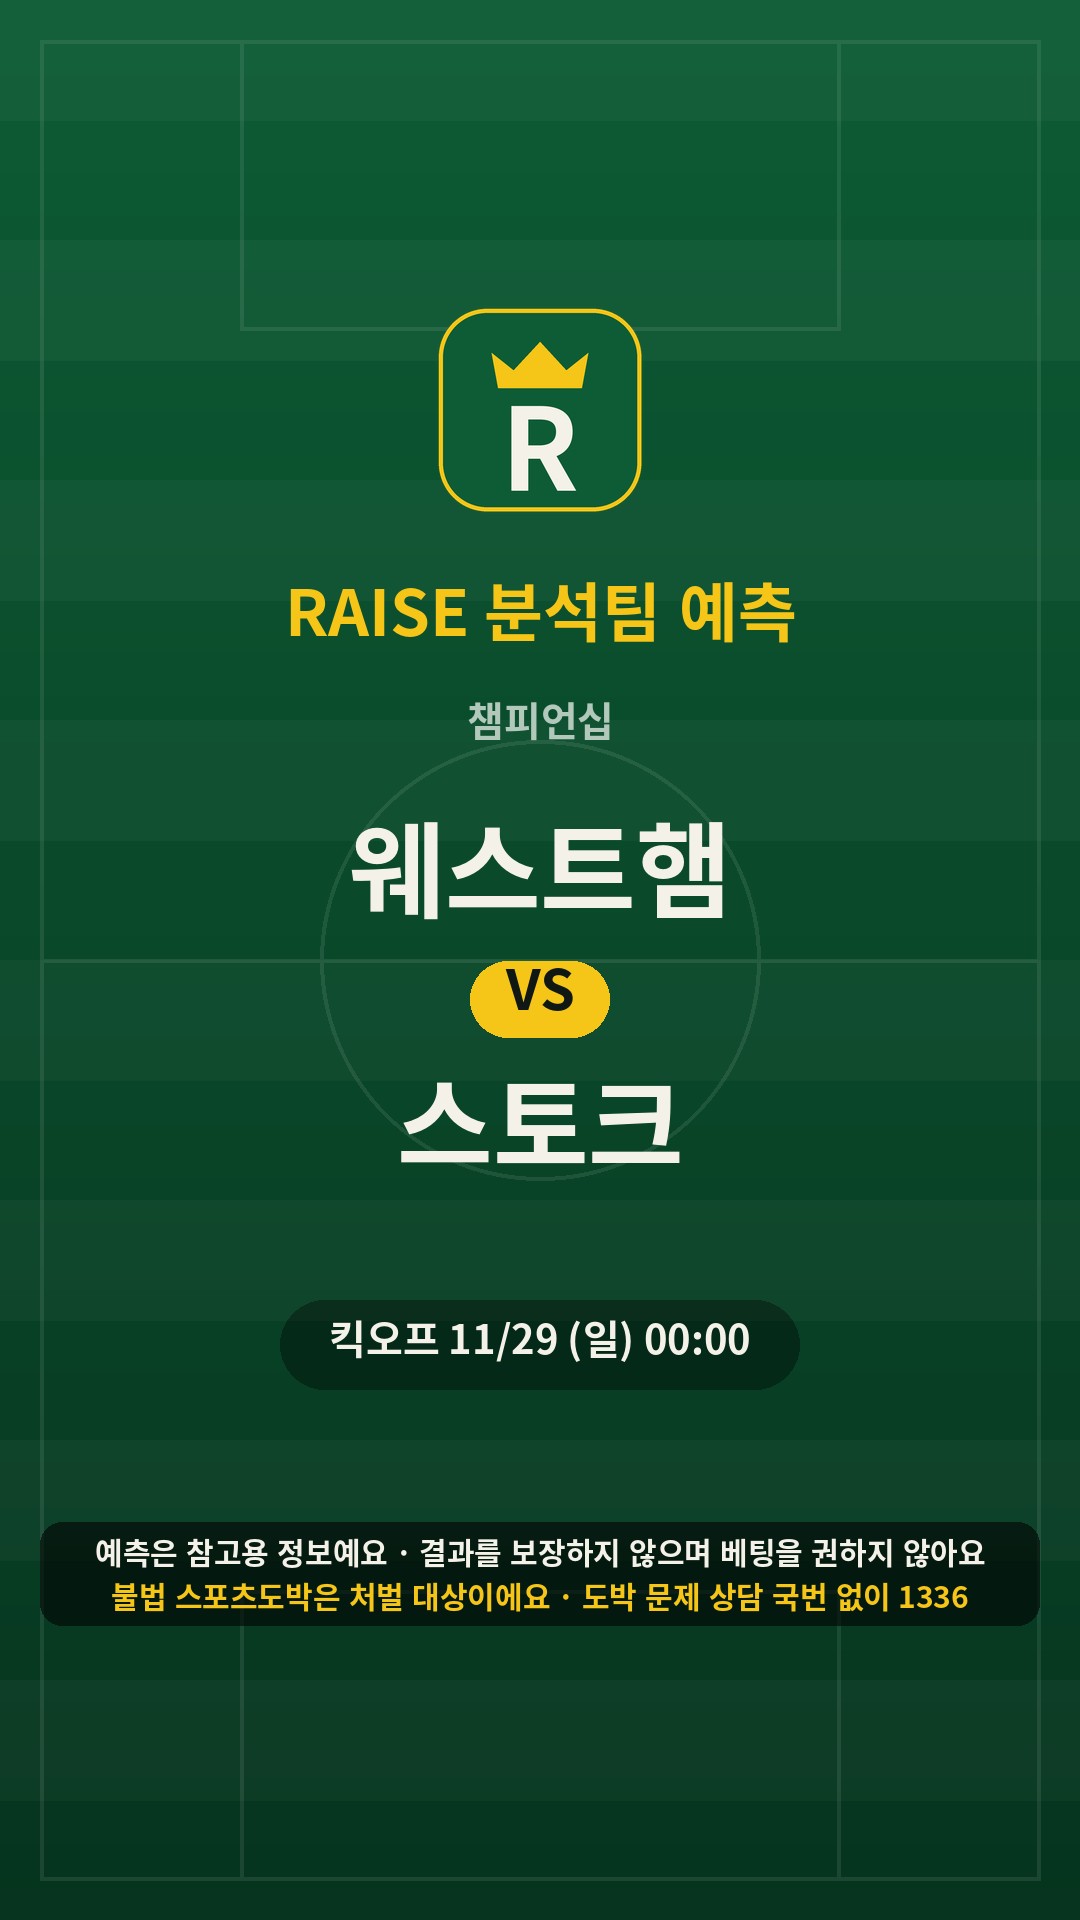 R
RAISE 분석팀 예측
챔피언십
웨스트햄
VS
스토크
킥오프 11/29 (일) 00:00
예측은 참고용 정보예요 · 결과를 보장하지 않으며 베팅을 권하지 않아요
불법 스포츠도박은 처벌 대상이에요 · 도박 문제 상담 국번 없이 1336